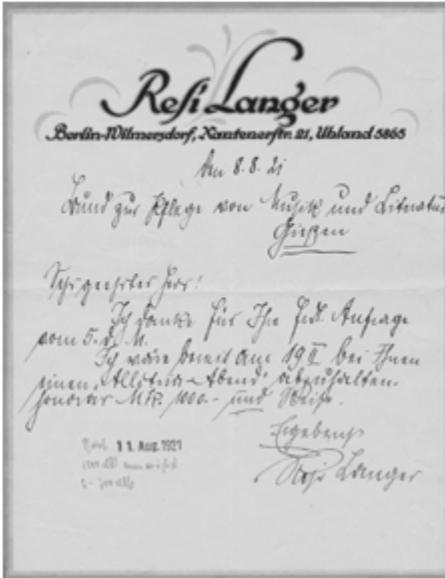 Resi Langer
Berlin-Wilmersdorf, Xantenerstr. 21, Uhland 5865
den 8.8.21
Bund zur Pflege von Musik und Literatur
Giessen
Sehr geehrter Herr!
Ich danke für Ihre frdl. Anfrage
vom 5. d. M.
Ich wäre bereit am 19 II bei Ihnen
einen Abend abzuhalten.
Honorar Mk. 1000.- und Reise.
Ergebenst
Resi Langer
11. Aug. 1921